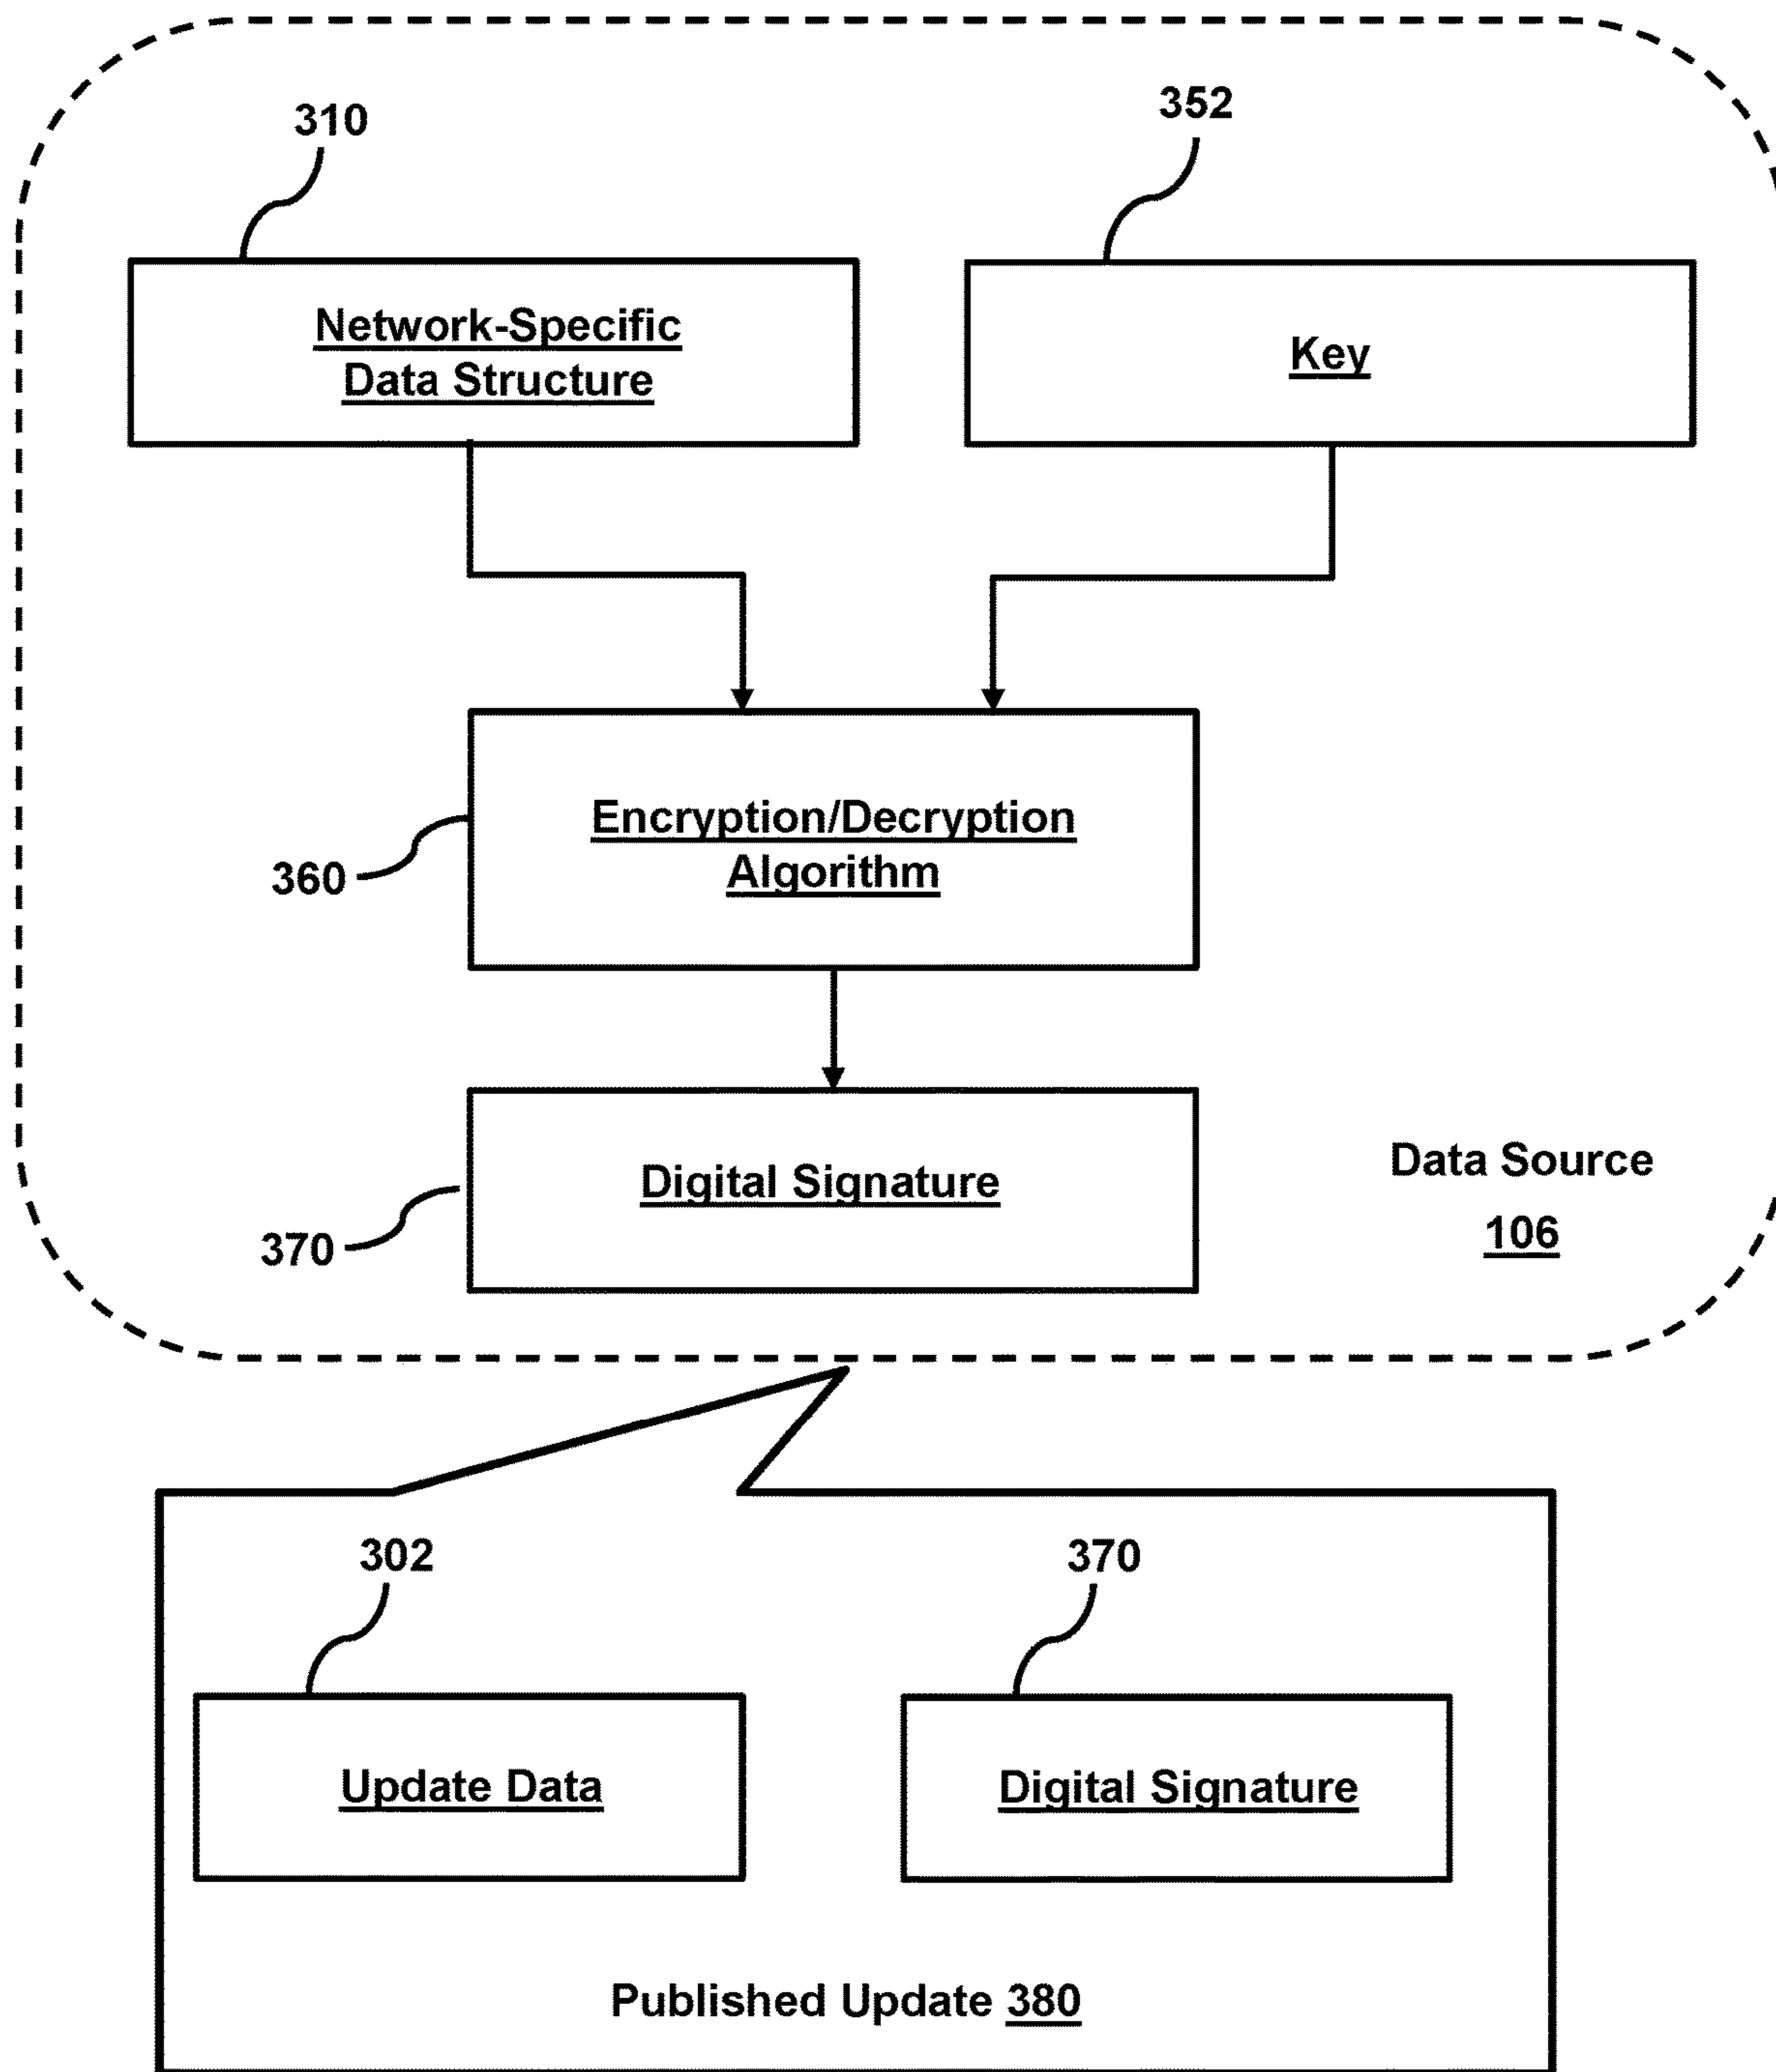 310
352
Network-Specific
Data Structure
Key
Encryption/Decryption
Algorithm
360
Digital Signature
370
Data Source
106
302
370
Update Data
Digital Signature
Published Update 380